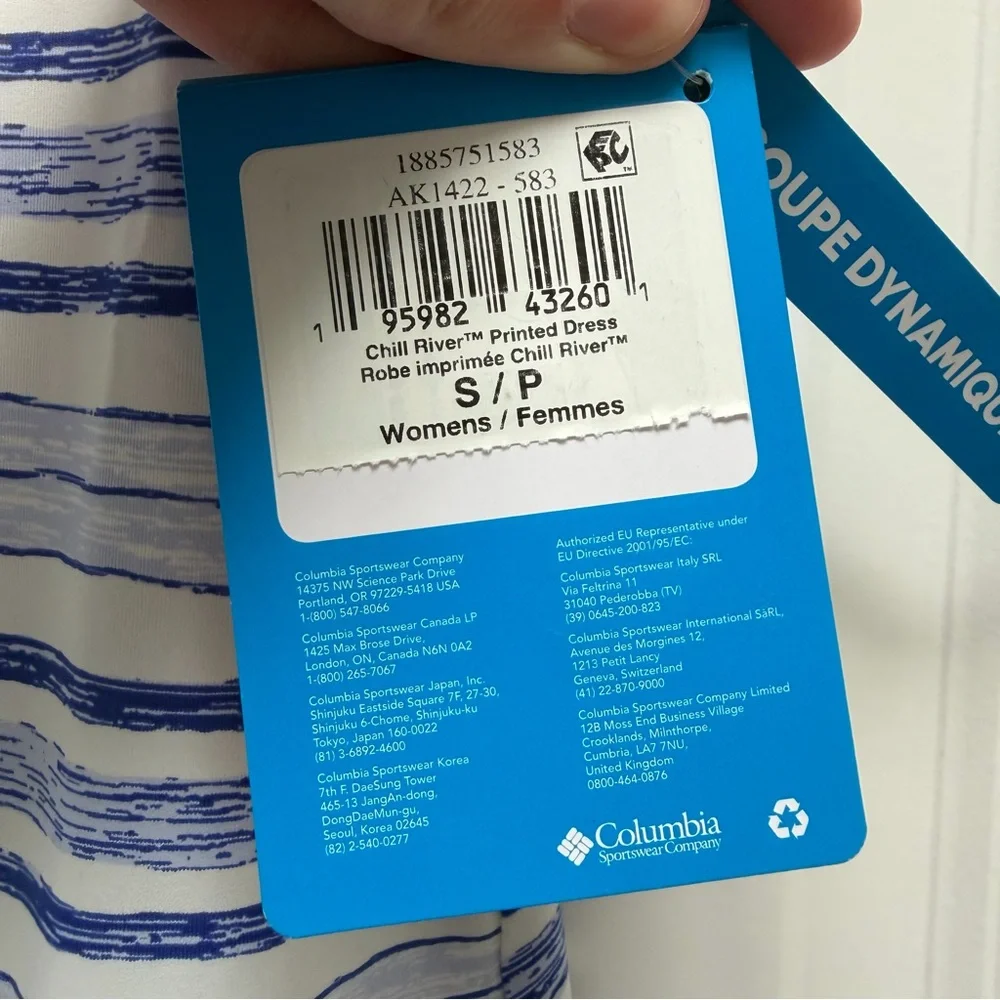 1885751583
AK1422 - 583
1 95982 43260 1
Chill River™ Printed Dress
Robe imprimée Chill River™
S / P
Womens / Femmes
Columbia Sportswear Company
14375 NW Science Park Drive
Portland, OR 97229-5418 USA
1-(800) 547-8066
Columbia Sportswear Canada LP
1425 Max Brose Drive,
London, ON, Canada N6N 0A2
1-(800) 265-7067
Columbia Sportswear Japan, Inc.
Shinjuku Eastside Square 7F, 27-30,
Shinjuku 6-Chome, Shinjuku-ku
Tokyo, Japan 160-0022
(81) 3-6892-4600
Columbia Sportswear Korea
7th F. DaeSung Tower
465-13 JangAn-dong,
DongDaeMun-gu,
Seoul, Korea 02645
(82) 2-540-0277
Authorized EU Representative under
EU Directive 2001/95/EC:
Columbia Sportswear Italy SRL
Via Feltrina 11
31040 Pederobba (TV)
(39) 0645-200-823
Columbia Sportswear International SàRL,
Avenue des Morgines 12,
1213 Petit Lancy
Geneva, Switzerland
(41) 22-870-9000
Columbia Sportswear Company Limited
12B Moss End Business Village
Crooklands, Milnthorpe,
Cumbria, LA7 7NU,
United Kingdom
0800-464-0876
Columbia
Sportswear Company
OUPE DYNAMIQU